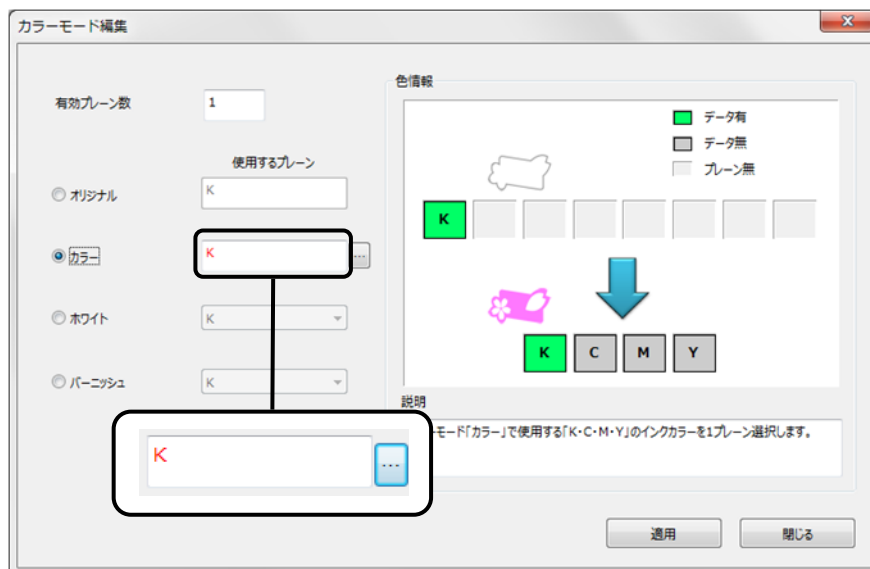 カラーモード編集
有効プレーン数
1
使用するプレーン
オリジナル
K
カラー
K
...
ホワイト
K
バーニッシュ
K
K
...
色情報
データ有
データ無
プレーン無
K
K C M Y
説明
モード「カラー」で使用する「K・C・M・Y」のインクカラーを1プレーン選択します。
適用
閉じる